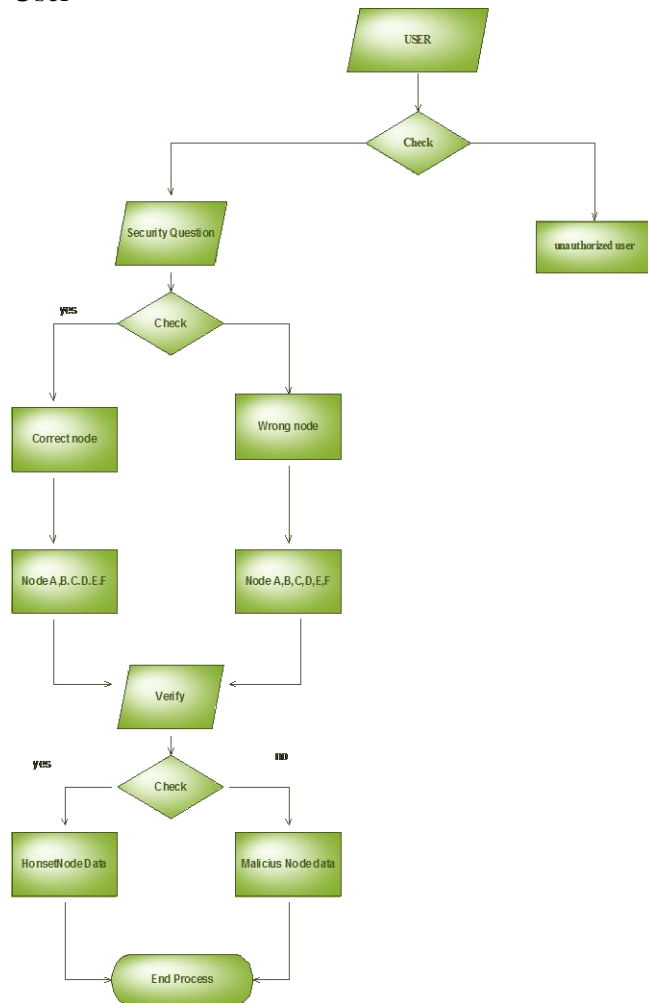 User
USER
Check
Security Question
unauthorized user
yes
Check
Correct node
Wrong node
Node A,B.C.D.E.F
Node A,B,C,D,E,F
Verify
yes
no
Check
HonsetNode Data
Malicius Node data
End Process